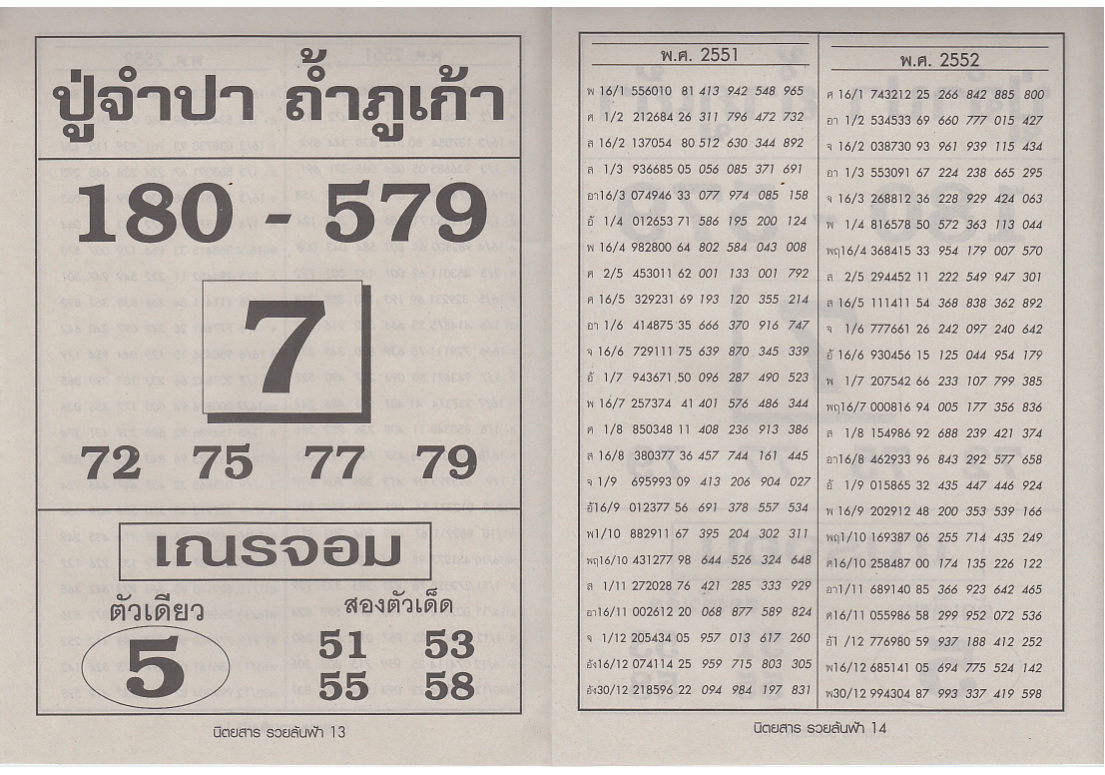 ปู่จำปา ถ้ำภูเก้า
180 - 579
7
72 75 77 79
เณรจอม
ตัวเดียว
สองตัวเด็ด
5
51 53
55 58
นิตยสาร รวยล้นฟ้า 13
พ.ศ. 2551
พ 16/1 556010 81 413 942 548 965
ศ 1/2 212684 26 311 796 472 732
ส 16/2 137054 80 512 630 344 892
ส 1/3 936685 05 056 085 371 691
อา16/3 074946 33 077 974 085 158
อั 1/4 012653 71 586 195 200 124
พ 16/4 982800 64 802 584 043 008
ศ 2/5 453011 62 001 133 001 792
ศ 16/5 329231 69 193 120 355 214
อา 1/6 414875 35 666 370 916 747
จ 16/6 729111 75 639 870 345 339
อั 1/7 943671 50 096 287 490 523
พ 16/7 257374 41 401 576 486 344
ศ 1/8 850348 11 408 236 913 386
ส 16/8 380377 36 457 744 161 445
จ 1/9 695993 09 413 206 904 027
อั16/9 012377 56 691 378 557 534
พ1/10 882911 67 395 204 302 311
พฤ16/10 431277 98 644 526 324 648
ส 1/11 272028 76 421 285 333 929
อา16/11 002612 20 068 877 589 824
จ 1/12 205434 05 957 013 617 260
อัง16/12 074114 25 959 715 803 305
อัง30/12 218596 22 094 984 197 831
พ.ศ. 2552
ศ 16/1 743212 25 266 842 885 800
อา 1/2 534533 69 660 777 015 427
จ 16/2 038730 93 961 939 115 434
อา 1/3 553091 67 224 238 665 295
จ 16/3 268812 36 228 929 424 063
พ 1/4 816578 50 572 363 113 044
พฤ16/4 368415 33 954 179 007 570
ส 2/5 294452 11 222 549 947 301
ส 16/5 111411 54 368 838 362 892
จ 1/6 777661 26 242 097 240 642
อั 16/6 930456 15 125 044 954 179
พ 1/7 207542 66 233 107 799 385
พฤ16/7 000816 94 005 177 356 836
ส 1/8 154986 92 688 239 421 374
อา16/8 462933 96 843 292 577 658
อั 1/9 015865 32 435 447 446 924
พ 16/9 202912 48 200 353 539 166
พฤ1/10 169387 06 255 714 435 249
ศ16/10 258487 00 174 135 226 122
อา1/11 689140 85 366 923 642 465
ศ16/11 055986 58 299 952 072 536
อั1 /12 776980 59 937 188 412 252
พ16/12 685141 05 694 775 524 142
พ30/12 994304 87 993 337 419 598
นิตยสาร รวยล้นฟ้า 14